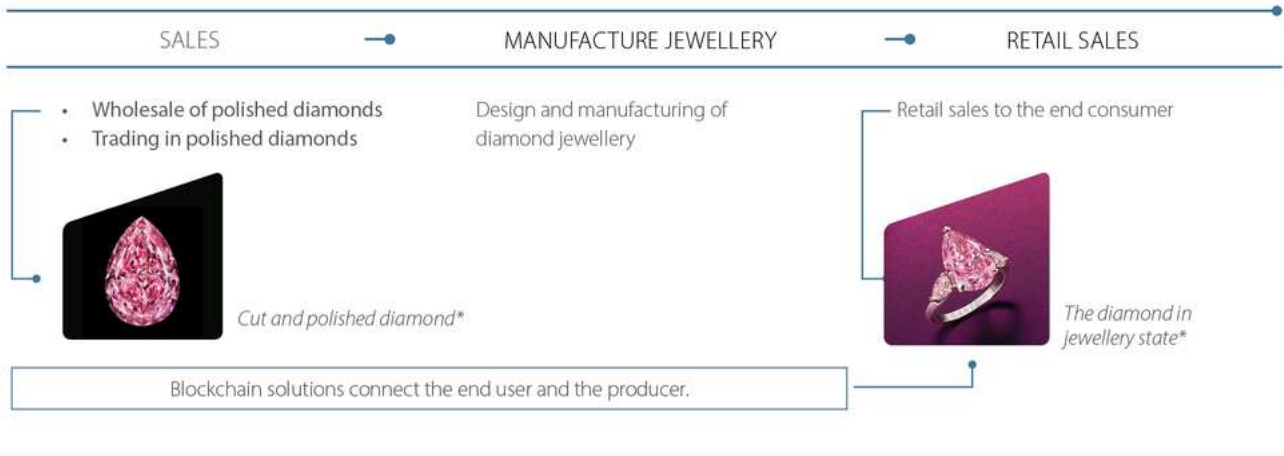 SALES
MANUFACTURE JEWELLERY
RETAIL SALES
• Wholesale of polished diamonds
• Trading in polished diamonds
Design and manufacturing of
diamond jewellery
Retail sales to the end consumer
Cut and polished diamond*
The diamond in
jewellery state*
Blockchain solutions connect the end user and the producer.